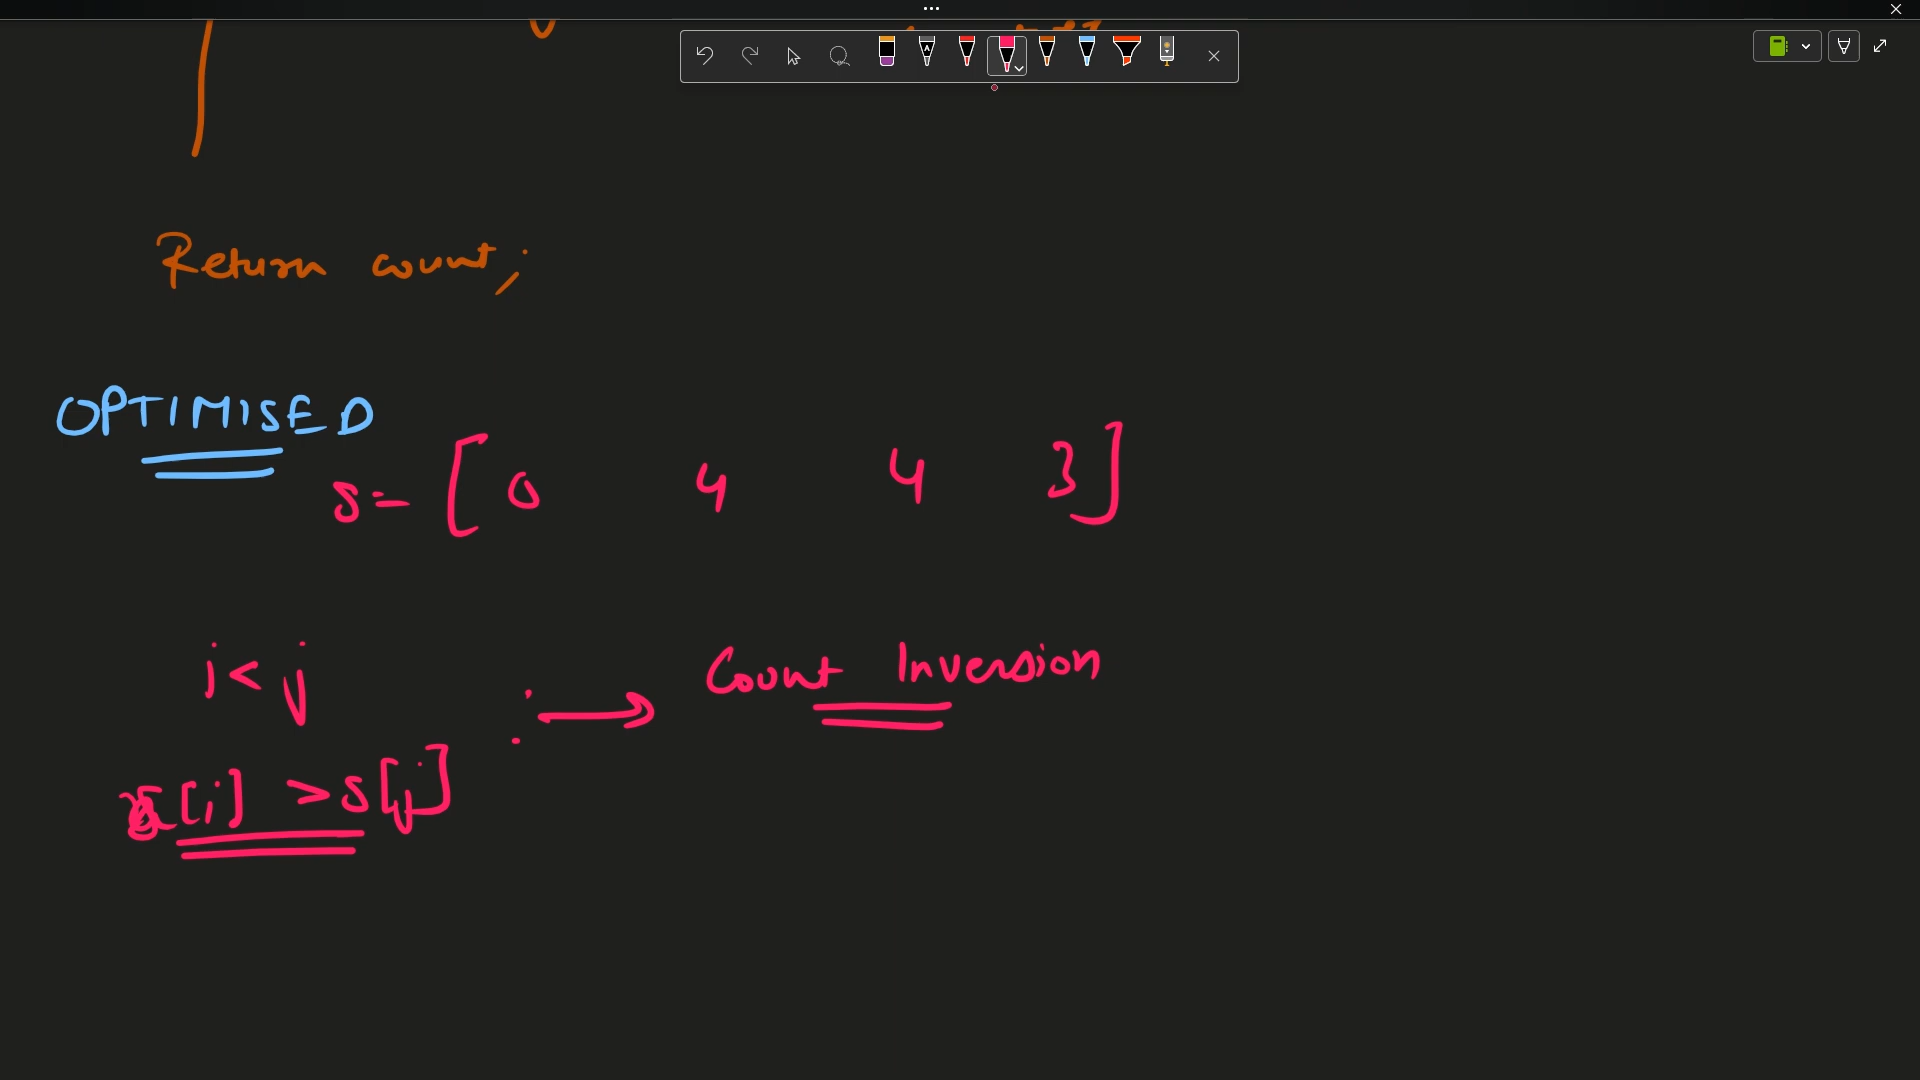 Return count;
OPTIMISED
s = [ 0 4 4 3 ]
i < j
: → Count Inversion
s[i] > s[j]